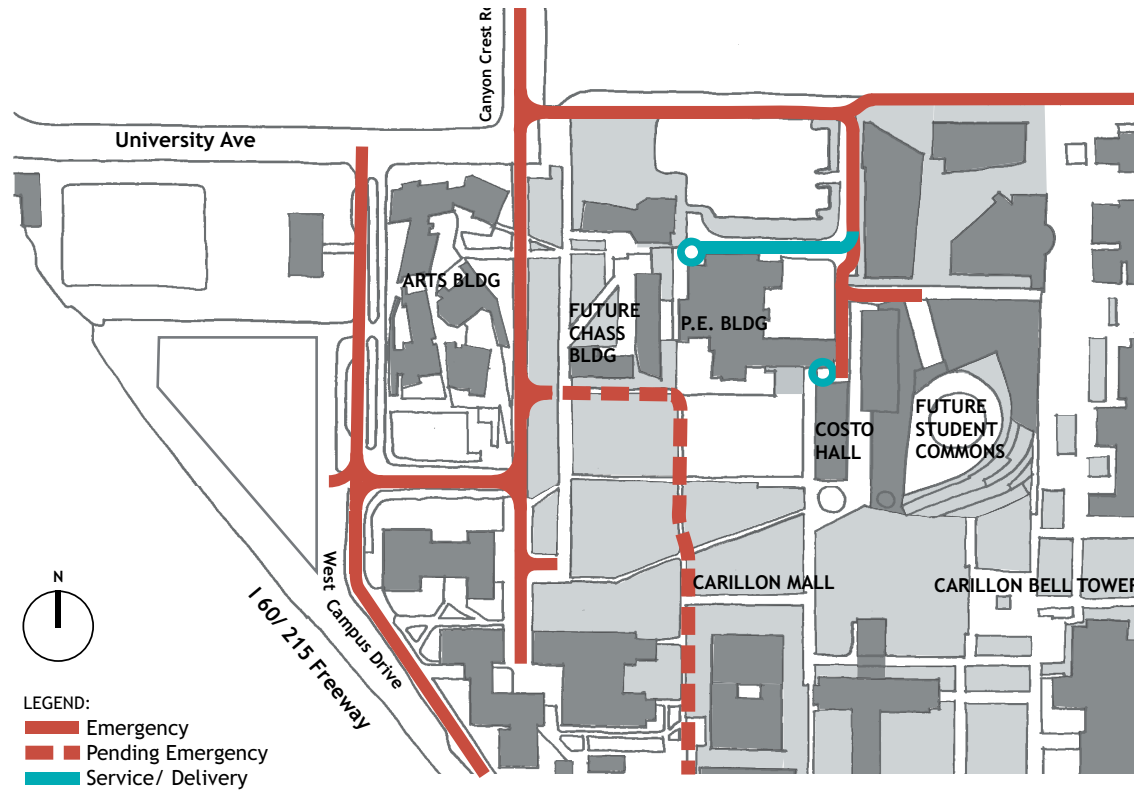 Canyon Crest R
University Ave
ARTS BLDG
FUTURE
CHASS
BLDG
P.E. BLDG
FUTURE
STUDENT
COMMONS
COSTO
HALL
CARILLON MALL
CARILLON BELL TOWER
West Campus Drive
I 60/ 215 Freeway
N
LEGEND:
Emergency
Pending Emergency
Service/ Delivery